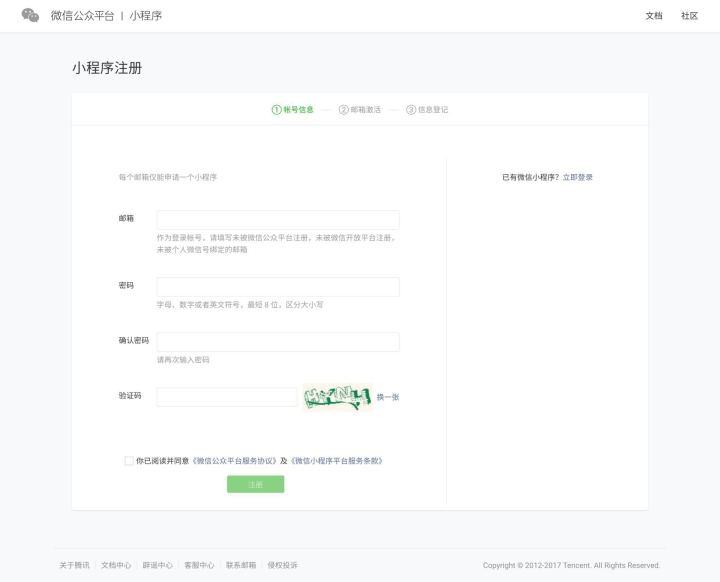 微信公众平台 | 小程序
文档 社区
小程序注册
① 帐号信息 ② 邮箱激活 ③ 信息登记
每个邮箱仅能申请一个小程序
已有微信小程序？立即登录
邮箱
作为登录帐号，请填写未被微信公众平台注册，未被微信开放平台注册，
未被个人微信号绑定的邮箱
密码
字母、数字或者英文符号，最短 8 位，区分大小写
确认密码
请再次输入密码
验证码
换一张
你已阅读并同意《微信公众平台服务协议》及《微信小程序平台服务条款》
注册
关于腾讯 文档中心 辟谣中心 客服中心 联系邮箱 侵权投诉
Copyright © 2012-2017 Tencent. All Rights Reserved.